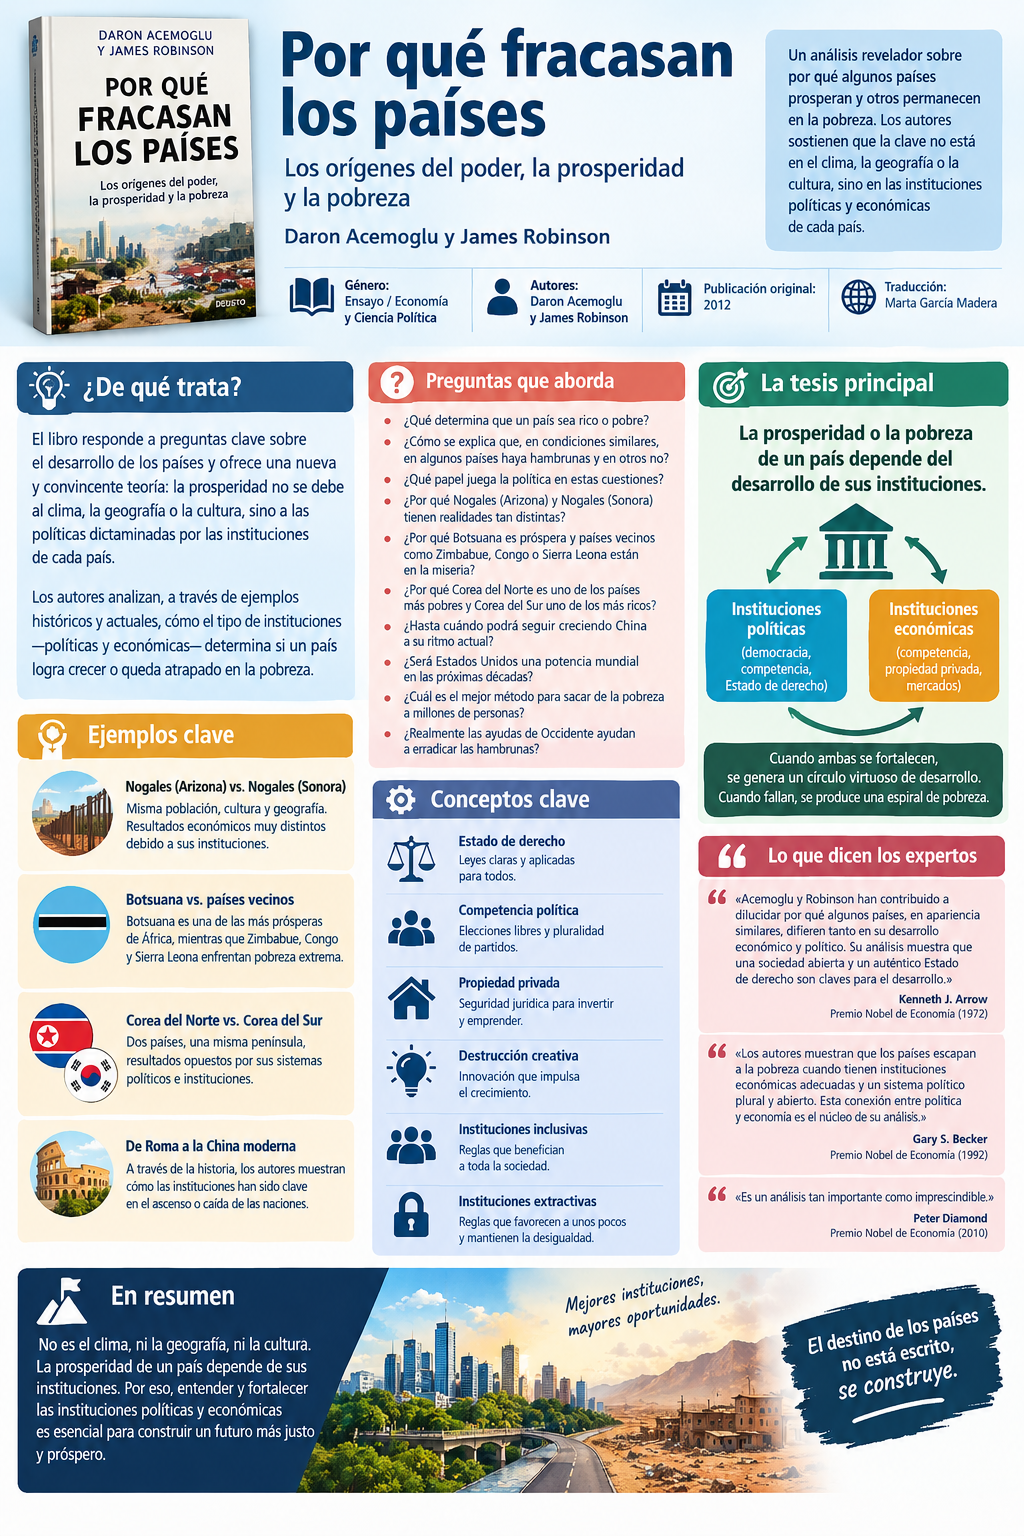 DARON ACEMOGLU
Y JAMES ROBINSON
POR QUÉ
FRACASAN
LOS PAÍSES
Los orígenes del poder,
la prosperidad y la pobreza
DEUSTO
Por qué fracasan
los países
Los orígenes del poder, la prosperidad
y la pobreza
Daron Acemoglu y James Robinson
Un análisis revelador sobre
por qué algunos países
prosperan y otros permanecen
en la pobreza. Los autores
sostienen que la clave no está
en el clima, la geografía o la
cultura, sino en las instituciones
políticas y económicas
de cada país.
Género:
Ensayo / Economía
y Ciencia Política
Autores:
Daron Acemoglu
y James Robinson
Publicación original:
2012
Traducción:
Marta García Madera
¿De qué trata?
El libro responde a preguntas clave sobre
el desarrollo de los países y ofrece una nueva
y convincente teoría: la prosperidad no se debe
al clima, la geografía o la cultura, sino a las
políticas dictaminadas por las instituciones
de cada país.
Los autores analizan, a través de ejemplos
históricos y actuales, cómo el tipo de instituciones
—políticas y económicas— determina si un país
logra crecer o queda atrapado en la pobreza.
Ejemplos clave
Nogales (Arizona) vs. Nogales (Sonora)
Misma población, cultura y geografía.
Resultados económicos muy distintos
debido a sus instituciones.
Botsuana vs. países vecinos
Botsuana es una de las más prósperas
de África, mientras que Zimbabue, Congo
y Sierra Leona enfrentan pobreza extrema.
Corea del Norte vs. Corea del Sur
Dos países, una misma península,
resultados opuestos por sus sistemas
políticos e instituciones.
De Roma a la China moderna
A través de la historia, los autores muestran
cómo las instituciones han sido clave
en el ascenso o caída de las naciones.
Preguntas que aborda
• ¿Qué determina que un país sea rico o pobre?
• ¿Cómo se explica que, en condiciones similares,
en algunos países haya hambrunas y en otros no?
• ¿Qué papel juega la política en estas cuestiones?
• ¿Por qué Nogales (Arizona) y Nogales (Sonora)
tienen realidades tan distintas?
• ¿Por qué Botsuana es próspera y países vecinos
como Zimbabue, Congo o Sierra Leona están
en la miseria?
• ¿Por qué Corea del Norte es uno de los países
más pobres y Corea del Sur uno de los más ricos?
• ¿Hasta cuándo podrá seguir creciendo China
a su ritmo actual?
• ¿Será Estados Unidos una potencia mundial
en las próximas décadas?
• ¿Cuál es el mejor método para sacar de la pobreza
a millones de personas?
• ¿Realmente las ayudas de Occidente ayudan
a erradicar las hambrunas?
Conceptos clave
Estado de derecho
Leyes claras y aplicadas
para todos.
Competencia política
Elecciones libres y pluralidad
de partidos.
Propiedad privada
Seguridad jurídica para invertir
y emprender.
Destrucción creativa
Innovación que impulsa
el crecimiento.
Instituciones inclusivas
Reglas que benefician
a toda la sociedad.
Instituciones extractivas
Reglas que favorecen a unos pocos
y mantienen la desigualdad.
La tesis principal
La prosperidad o la pobreza
de un país depende del
desarrollo de sus instituciones.
Instituciones
políticas
(democracia,
competencia,
Estado de derecho)
Instituciones
económicas
(competencia,
propiedad privada,
mercados)
Cuando ambas se fortalecen,
se genera un círculo virtuoso de desarrollo.
Cuando fallan, se produce una espiral de pobreza.
Lo que dicen los expertos
«Acemoglu y Robinson han contribuido a
dilucidar por qué algunos países, en apariencia
similares, difieren tanto en su desarrollo
económico y político. Su análisis muestra que
una sociedad abierta y un auténtico Estado
de derecho son claves para el desarrollo.»
Kenneth J. Arrow
Premio Nobel de Economía (1972)
«Los autores muestran que los países escapan
a la pobreza cuando tienen instituciones
económicas adecuadas y un sistema político
plural y abierto. Esta conexión entre política
y economía es el núcleo de su análisis.»
Gary S. Becker
Premio Nobel de Economía (1992)
«Es un análisis tan importante como imprescindible.»
Peter Diamond
Premio Nobel de Economía (2010)
En resumen
No es el clima, ni la geografía, ni la cultura.
La prosperidad de un país depende de sus
instituciones. Por eso, entender y fortalecer
las instituciones políticas y económicas
es esencial para construir un futuro más justo
y próspero.
Mejores instituciones,
mayores oportunidades.
El destino de los países
no está escrito,
se construye.